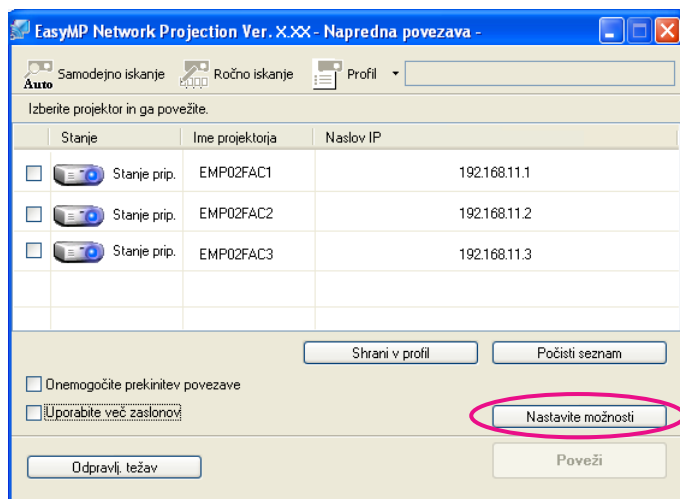 EasyMP Network Projection Ver. X.XX - Napredna povezava -
Auto Samodejno iskanje Ročno iskanje Profil
Izberite projektor in ga povežite.
Stanje Ime projektorja Naslov IP
Stanje prip. EMP02FAC1 192.168.11.1
Stanje prip. EMP02FAC2 192.168.11.2
Stanje prip. EMP02FAC3 192.168.11.3
Shrani v profil Počisti seznam
Onemogočite prekinitev povezave
Uporabite več zaslonov Nastavite možnosti
Odpravlj. težav Poveži